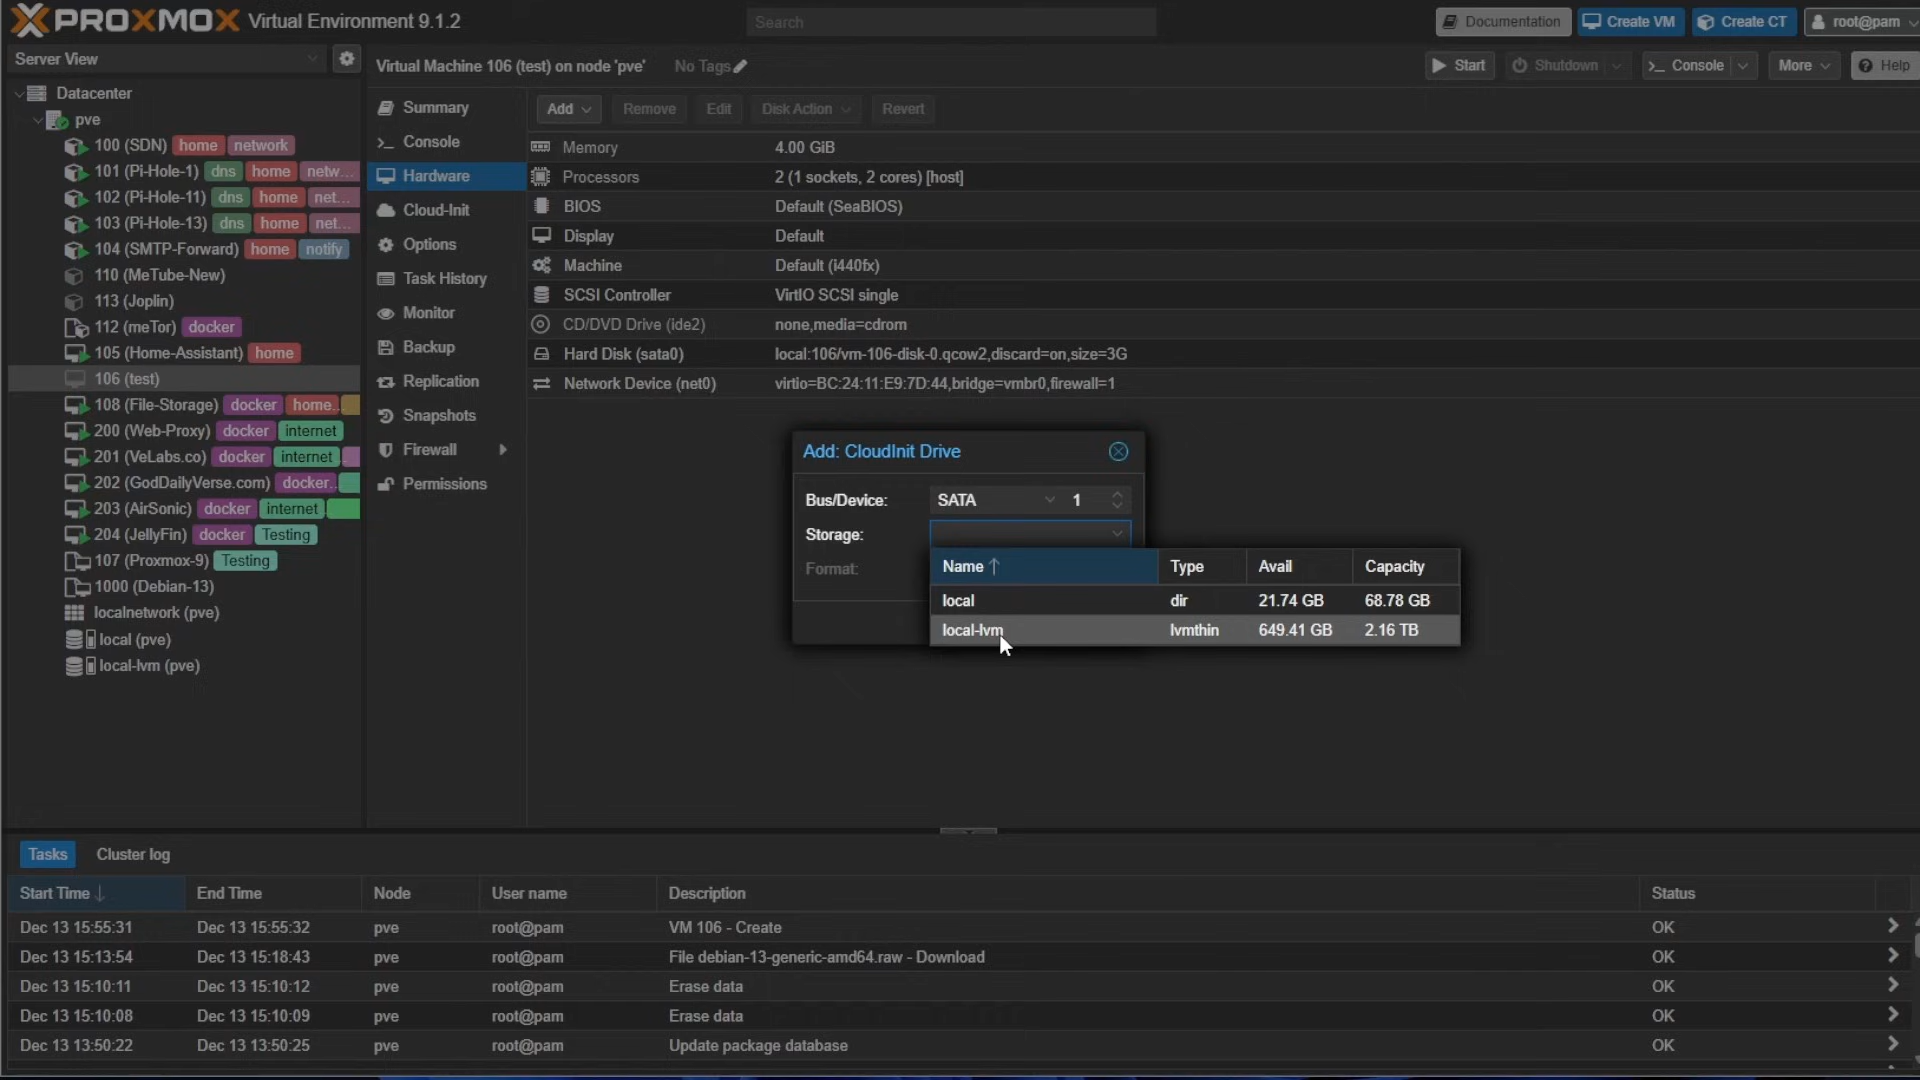 PROXMOX Virtual Environment 9.1.2
Search
Documentation
Create VM
Create CT
root@pam
Server View
Virtual Machine 106 (test) on node 'pve'
No Tags
Start
Shutdown
Console
More
Help
Datacenter
pve
100 (SDN) home network
101 (Pi-Hole-1) dns home netw...
102 (Pi-Hole-11) dns home net...
103 (Pi-Hole-13) dns home net...
104 (SMTP-Forward) home notify
110 (MeTube-New)
113 (Joplin)
112 (meTor) docker
105 (Home-Assistant) home
106 (test)
108 (File-Storage) docker home...
200 (Web-Proxy) docker internet
201 (VeLabs.co) docker internet
202 (GodDailyVerse.com) docker...
203 (AirSonic) docker internet
204 (JellyFin) docker Testing
107 (Proxmox-9) Testing
1000 (Debian-13)
localnetwork (pve)
local (pve)
local-lvm (pve)
Summary
Console
Hardware
Cloud-Init
Options
Task History
Monitor
Backup
Replication
Snapshots
Firewall
Permissions
Add
Remove
Edit
Disk Action
Revert
Memory 4.00 GiB
Processors 2 (1 sockets, 2 cores) [host]
BIOS Default (SeaBIOS)
Display Default
Machine Default (i440fx)
SCSI Controller VirtIO SCSI single
CD/DVD Drive (ide2) none,media=cdrom
Hard Disk (sata0) local:106/vm-106-disk-0.qcow2,discard=on,size=3G
Network Device (net0) virtio=BC:24:11:E9:7D:44,bridge=vmbr0,firewall=1
Add: CloudInit Drive
Bus/Device: SATA 1
Storage:
Format:
Name Type Avail Capacity
local dir 21.74 GB 68.78 GB
local-lvm lvmthin 649.41 GB 2.16 TB
Tasks
Cluster log
Start Time End Time Node User name Description Status
Dec 13 15:55:31 Dec 13 15:55:32 pve root@pam VM 106 - Create OK
Dec 13 15:13:54 Dec 13 15:18:43 pve root@pam File debian-13-generic-amd64.raw - Download OK
Dec 13 15:10:11 Dec 13 15:10:12 pve root@pam Erase data OK
Dec 13 15:10:08 Dec 13 15:10:09 pve root@pam Erase data OK
Dec 13 13:50:22 Dec 13 13:50:25 pve root@pam Update package database OK